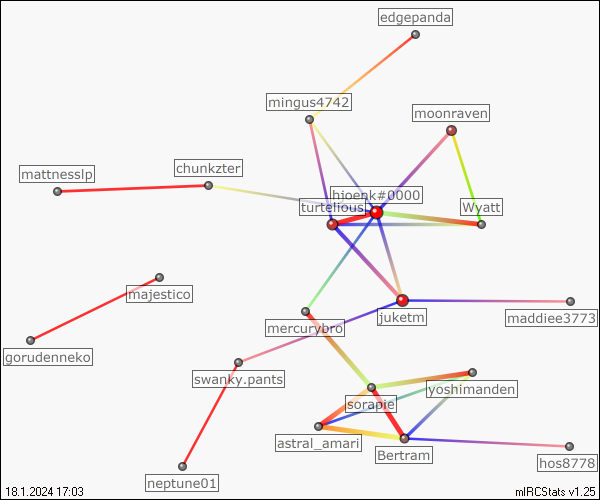 edgepanda
mingus4742
moonraven
mattnesslp
chunkzter
hjoenk#0000
turtelious
Wyatt
majestico
mercurybro
juketm
maddiee3773
gorudenneko
swanky.pants
yoshimanden
sorapie
astral_amari
Bertram
hos8778
neptune01
18.1.2024 17:03
mIRCStats v1.25